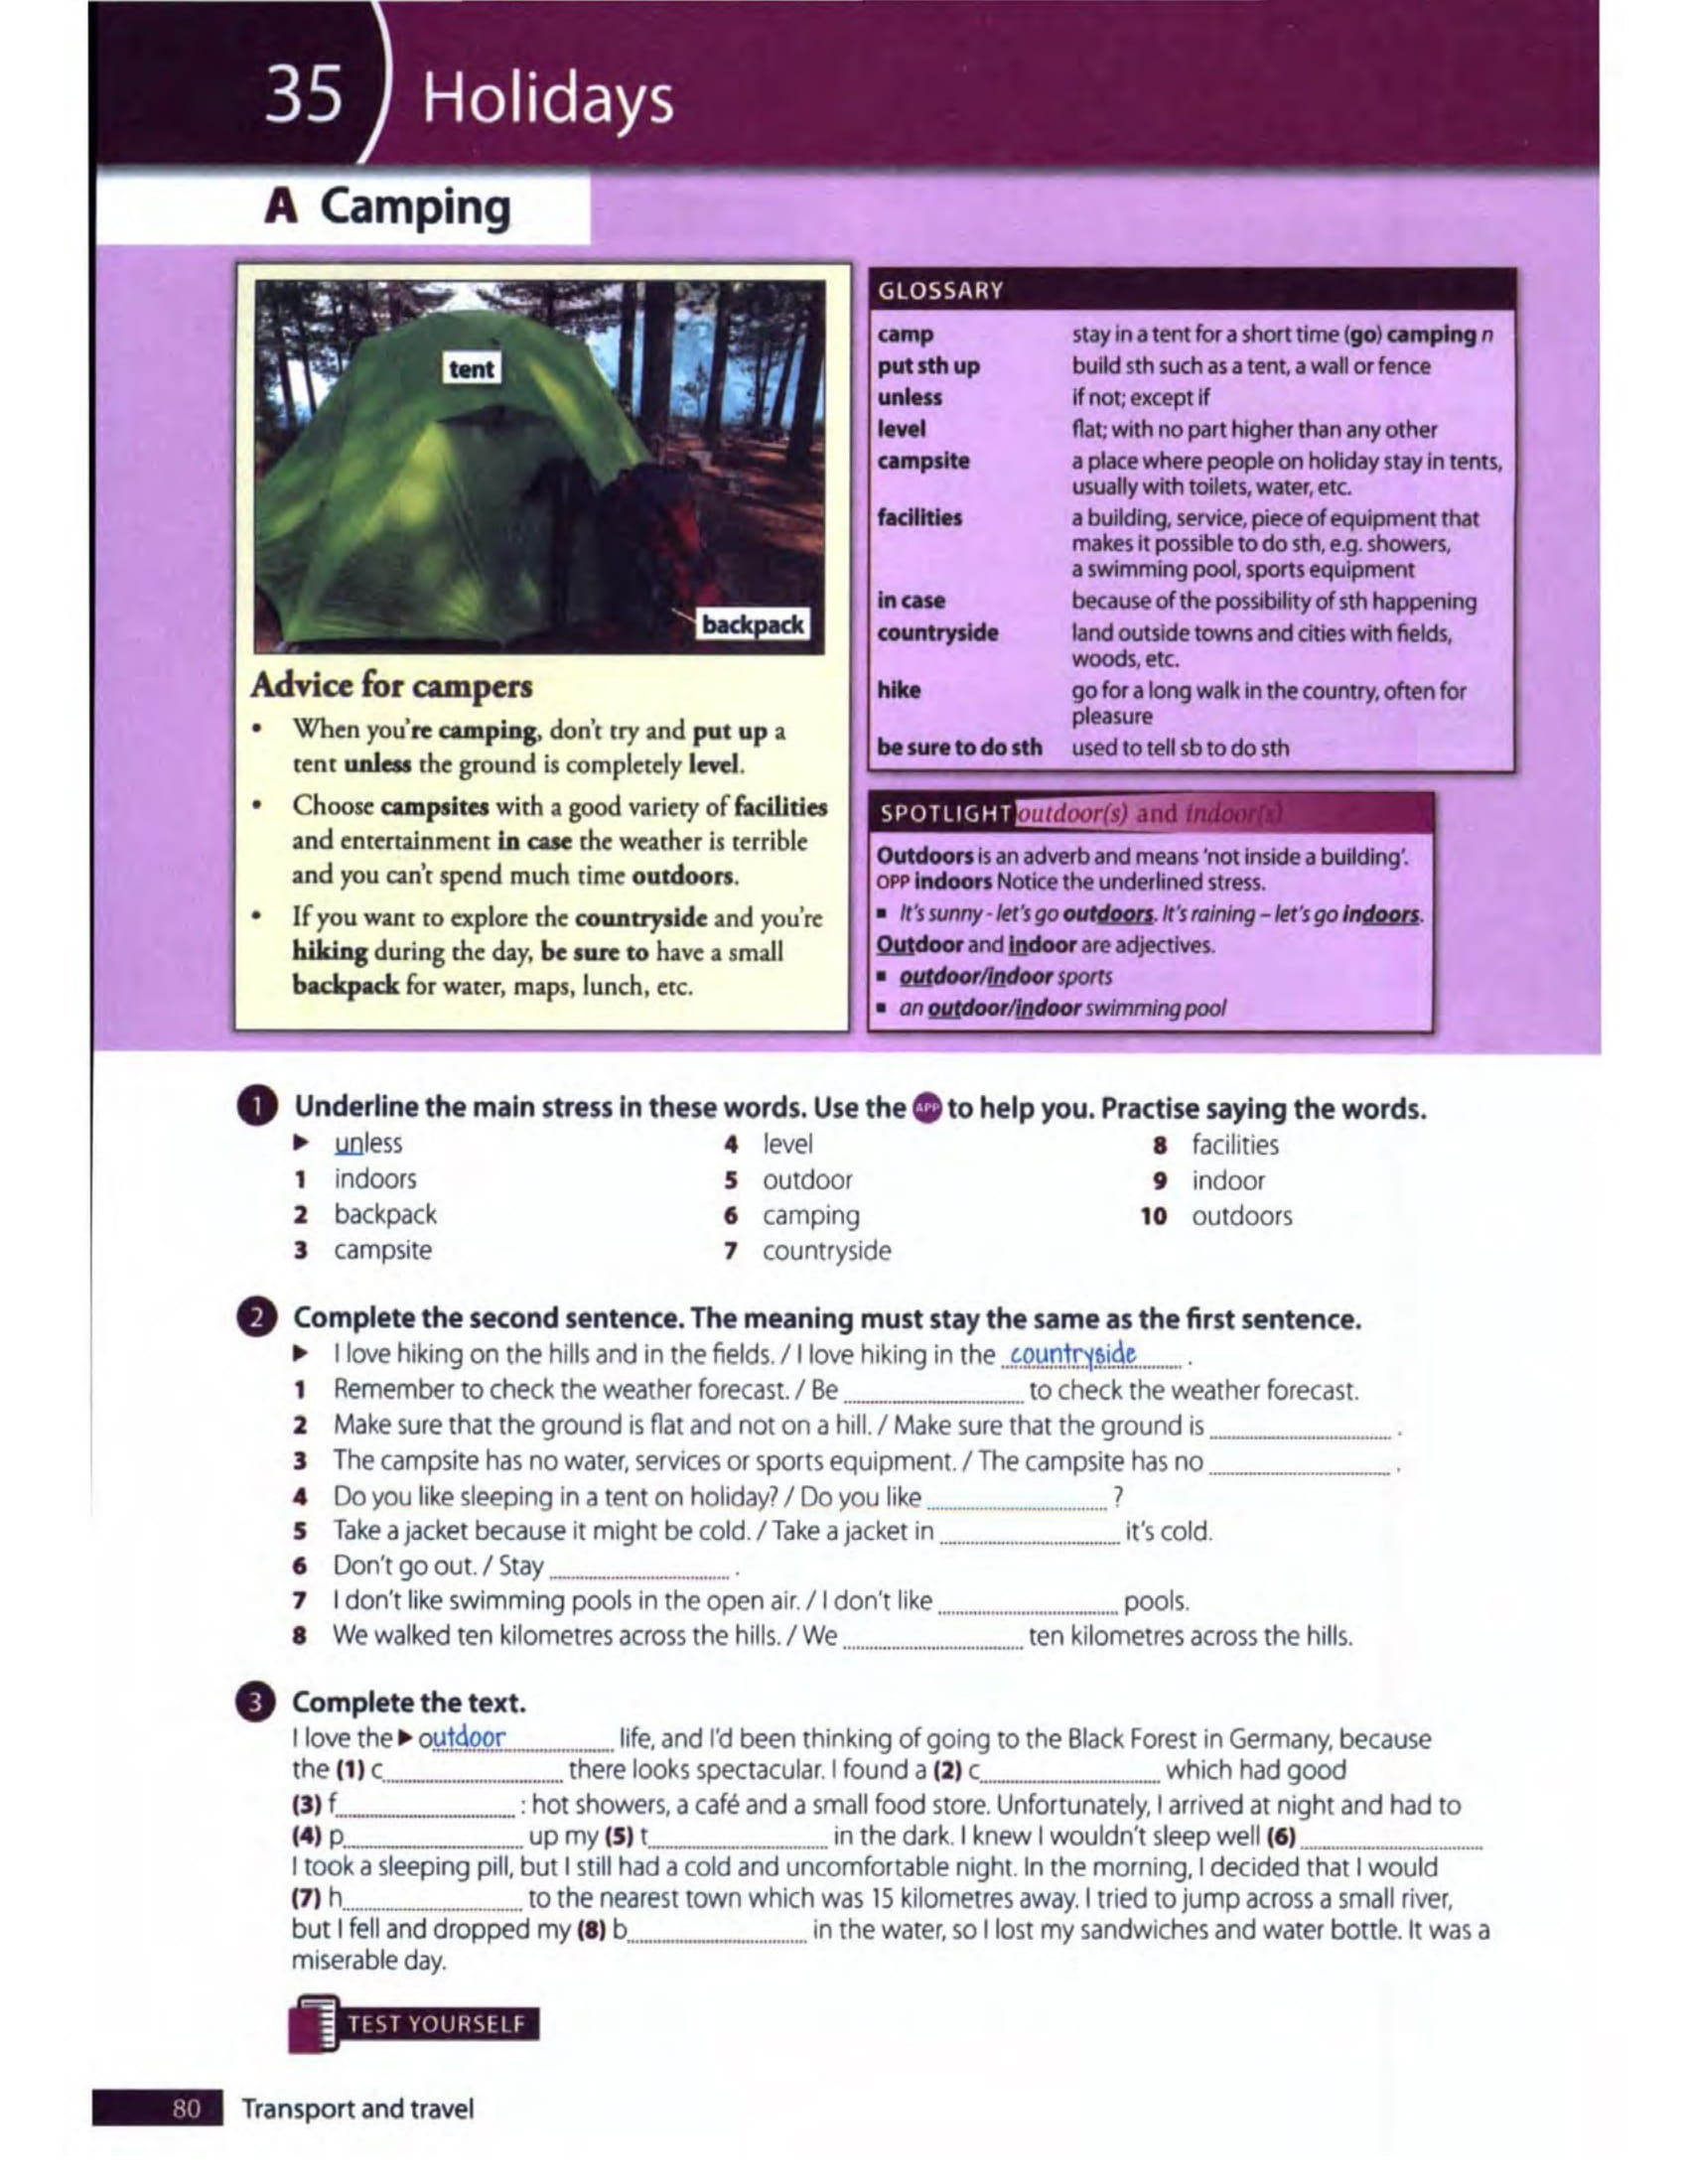 35 Holidays
A Camping
tent
backpack
Advice for campers
• When you're camping, don't try and put up a
tent unless the ground is completely level.
• Choose campsites with a good variety of facilities
and entertainment in case the weather is terrible
and you can't spend much time outdoors.
• If you want to explore the countryside and you're
hiking during the day, be sure to have a small
backpack for water, maps, lunch, etc.
GLOSSARY
camp stay in a tent for a short time (go) camping n
put sth up build sth such as a tent, a wall or fence
unless if not; except if
level flat; with no part higher than any other
campsite a place where people on holiday stay in tents,
usually with toilets, water, etc.
facilities a building, service, piece of equipment that
makes it possible to do sth, e.g. showers,
a swimming pool, sports equipment
in case because of the possibility of sth happening
countryside land outside towns and cities with fields,
woods, etc.
hike go for a long walk in the country, often for
pleasure
be sure to do sth used to tell sb to do sth
SPOTLIGHT outdoor(s) and indoor(s)
Outdoors is an adverb and means 'not inside a building'.
OPP indoors Notice the underlined stress.
▪ It's sunny - let's go outdoors. It's raining – let's go indoors.
Outdoor and indoor are adjectives.
▪ outdoor/indoor sports
▪ an outdoor/indoor swimming pool
1 Underline the main stress in these words. Use the APP to help you. Practise saying the words.
► unless 4 level 8 facilities
1 indoors 5 outdoor 9 indoor
2 backpack 6 camping 10 outdoors
3 campsite 7 countryside
2 Complete the second sentence. The meaning must stay the same as the first sentence.
► I love hiking on the hills and in the fields. / I love hiking in the countryside .
1 Remember to check the weather forecast. / Be ............ to check the weather forecast.
2 Make sure that the ground is flat and not on a hill. / Make sure that the ground is ............ .
3 The campsite has no water, services or sports equipment. / The campsite has no ............ .
4 Do you like sleeping in a tent on holiday? / Do you like ............ ?
5 Take a jacket because it might be cold. / Take a jacket in ............ it's cold.
6 Don't go out. / Stay ............ .
7 I don't like swimming pools in the open air. / I don't like ............ pools.
8 We walked ten kilometres across the hills. / We ............ ten kilometres across the hills.
3 Complete the text.
I love the ► outdoor ............ life, and I'd been thinking of going to the Black Forest in Germany, because
the (1) c............ there looks spectacular. I found a (2) c............ which had good
(3) f............ : hot showers, a café and a small food store. Unfortunately, I arrived at night and had to
(4) p............ up my (5) t............ in the dark. I knew I wouldn't sleep well (6) ............
I took a sleeping pill, but I still had a cold and uncomfortable night. In the morning, I decided that I would
(7) h............ to the nearest town which was 15 kilometres away. I tried to jump across a small river,
but I fell and dropped my (8) b............ in the water, so I lost my sandwiches and water bottle. It was a
miserable day.
TEST YOURSELF
80 Transport and travel